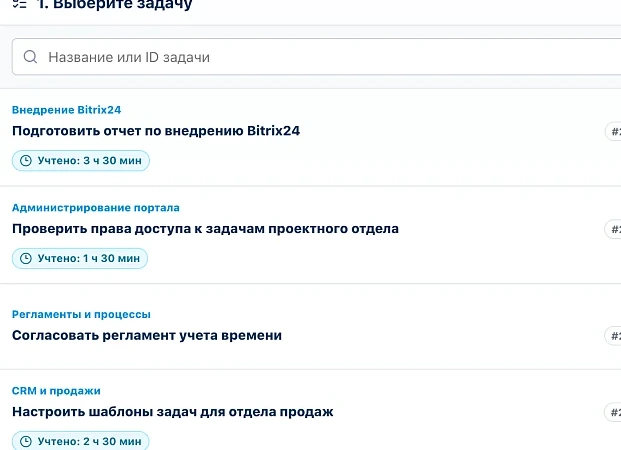 1. Выберите задачу
Название или ID задачи
Внедрение Bitrix24
Подготовить отчет по внедрению Bitrix24
Учтено: 3 ч 30 мин
Администрирование портала
Проверить права доступа к задачам проектного отдела
Учтено: 1 ч 30 мин
Регламенты и процессы
Согласовать регламент учета времени
CRM и продажи
Настроить шаблоны задач для отдела продаж
Учтено: 2 ч 30 мин